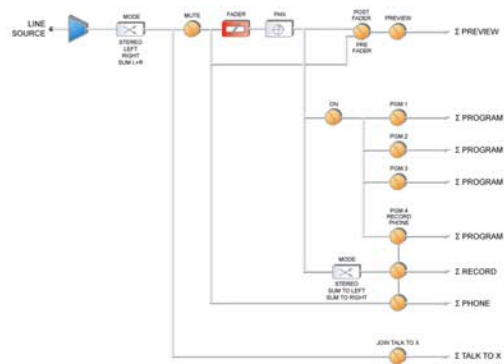 LINE
SOURCE
MODE
STEREO
LEFT
RIGHT
SUM L+R
MUTE
FADER
PAN
POST
FADER
PRE
FADER
PREVIEW
Σ PREVIEW
ON
PGM 1
Σ PROGRAM
PGM 2
Σ PROGRAM
PGM 3
Σ PROGRAM
PGM 4
RECORD
PHONE
Σ PROGRAM
MODE
STEREO
SUM TO LEFT
SUM TO RIGHT
Σ RECORD
Σ PHONE
JOIN TALK TO X
Σ TALK TO X